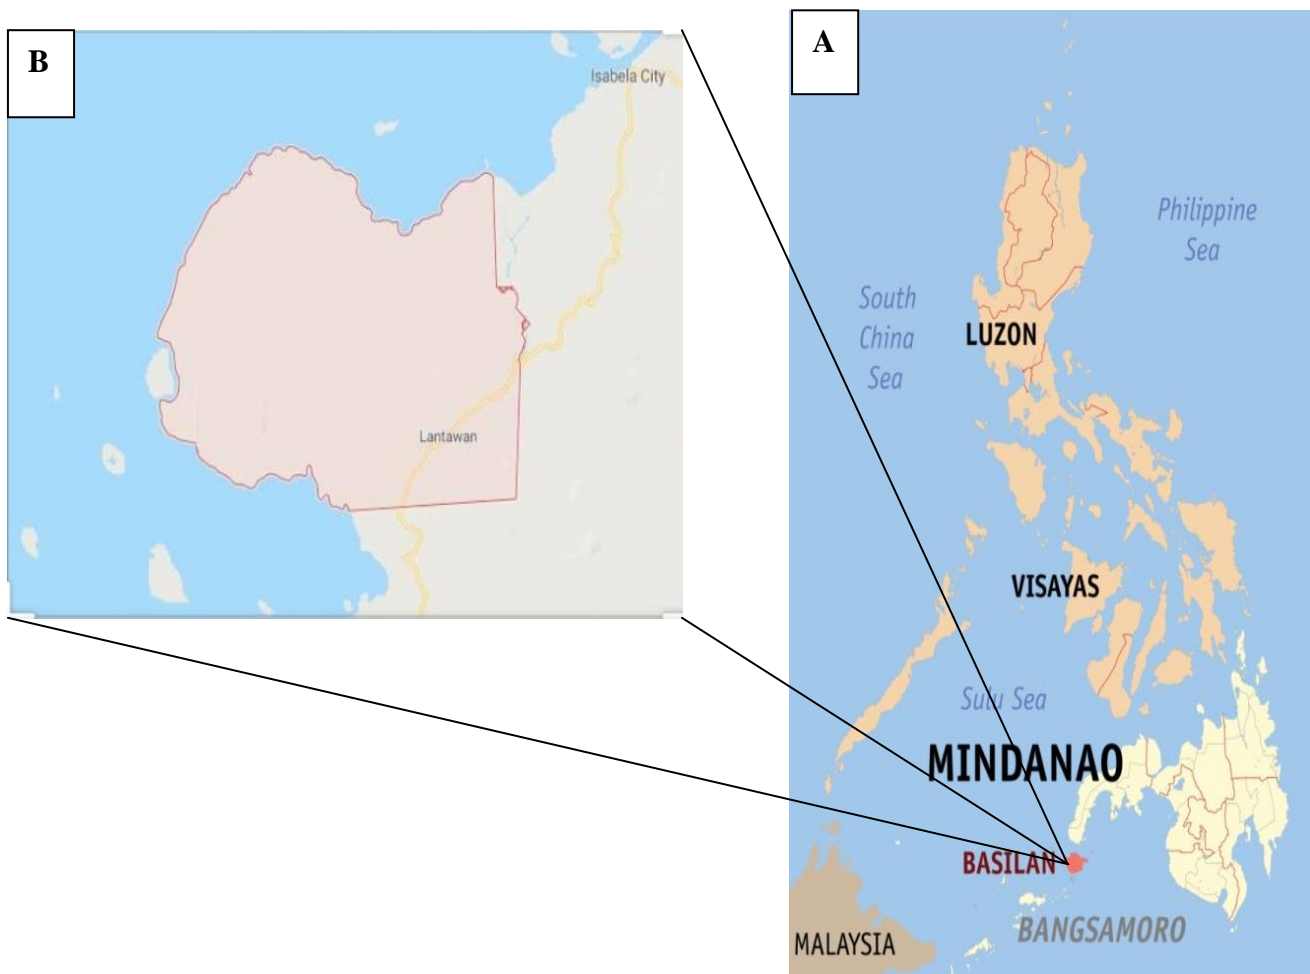 B
Isabela City
Lantawan
A
Philippine
Sea
South
China
Sea
LUZON
VISAYAS
Sulu Sea
MINDANAO
BASILAN
BANGSAMORO
MALAYSIA